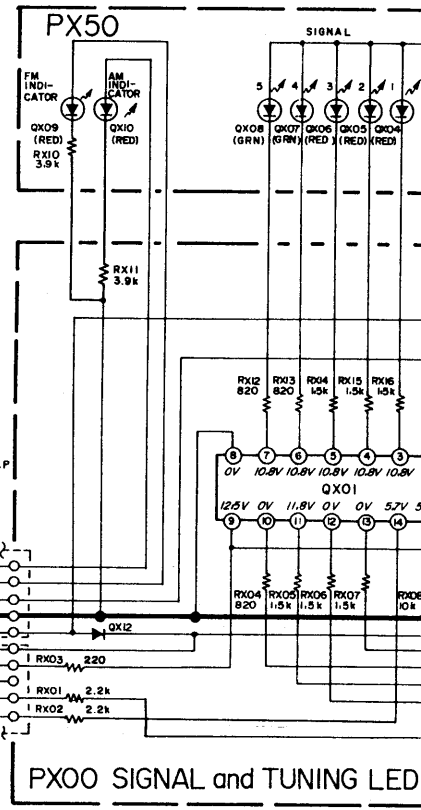 PX50
SIGNAL
FM INDI- CATOR
AM INDI- CATOR
5 4 3 2 1
QX09 (RED)
QX10 (RED)
QX08 (GRN)
QX07 (GRN)
QX06 (RED)
QX05 (RED)
QX04 (RED)
RX10 3.9k
RX11 3.9k
RX12 820
RX13 820
RX14 1.5k
RX15 1.5k
RX16 1.5k
8 7 6 5 4 3
0V 10.8V 10.8V 10.8V 10.8V 10.8V
P
QX01
12.5V 0V 11.8V 0V 0V 5.7V 5
9 10 11 12 13 14
RX04 820
RX05 1.5k
RX06 1.5k
RX07 1.5k
RX08 10k
QX12
RX03 220
RX01 2.2k
RX02 2.2k
PX00 SIGNAL and TUNING LED